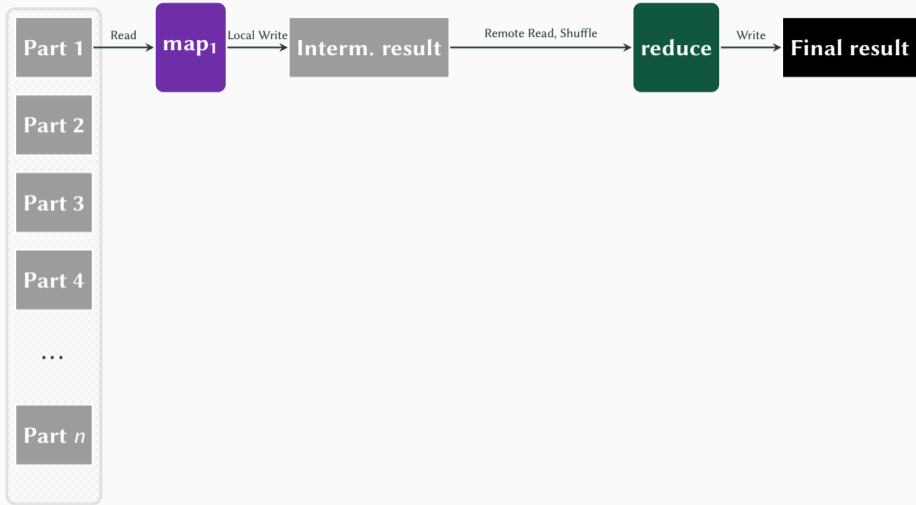 Part 1
Read
map₁
Local Write
Interm. result
Remote Read, Shuffle
reduce
Write
Final result
Part 2
Part 3
Part 4
...
Part n